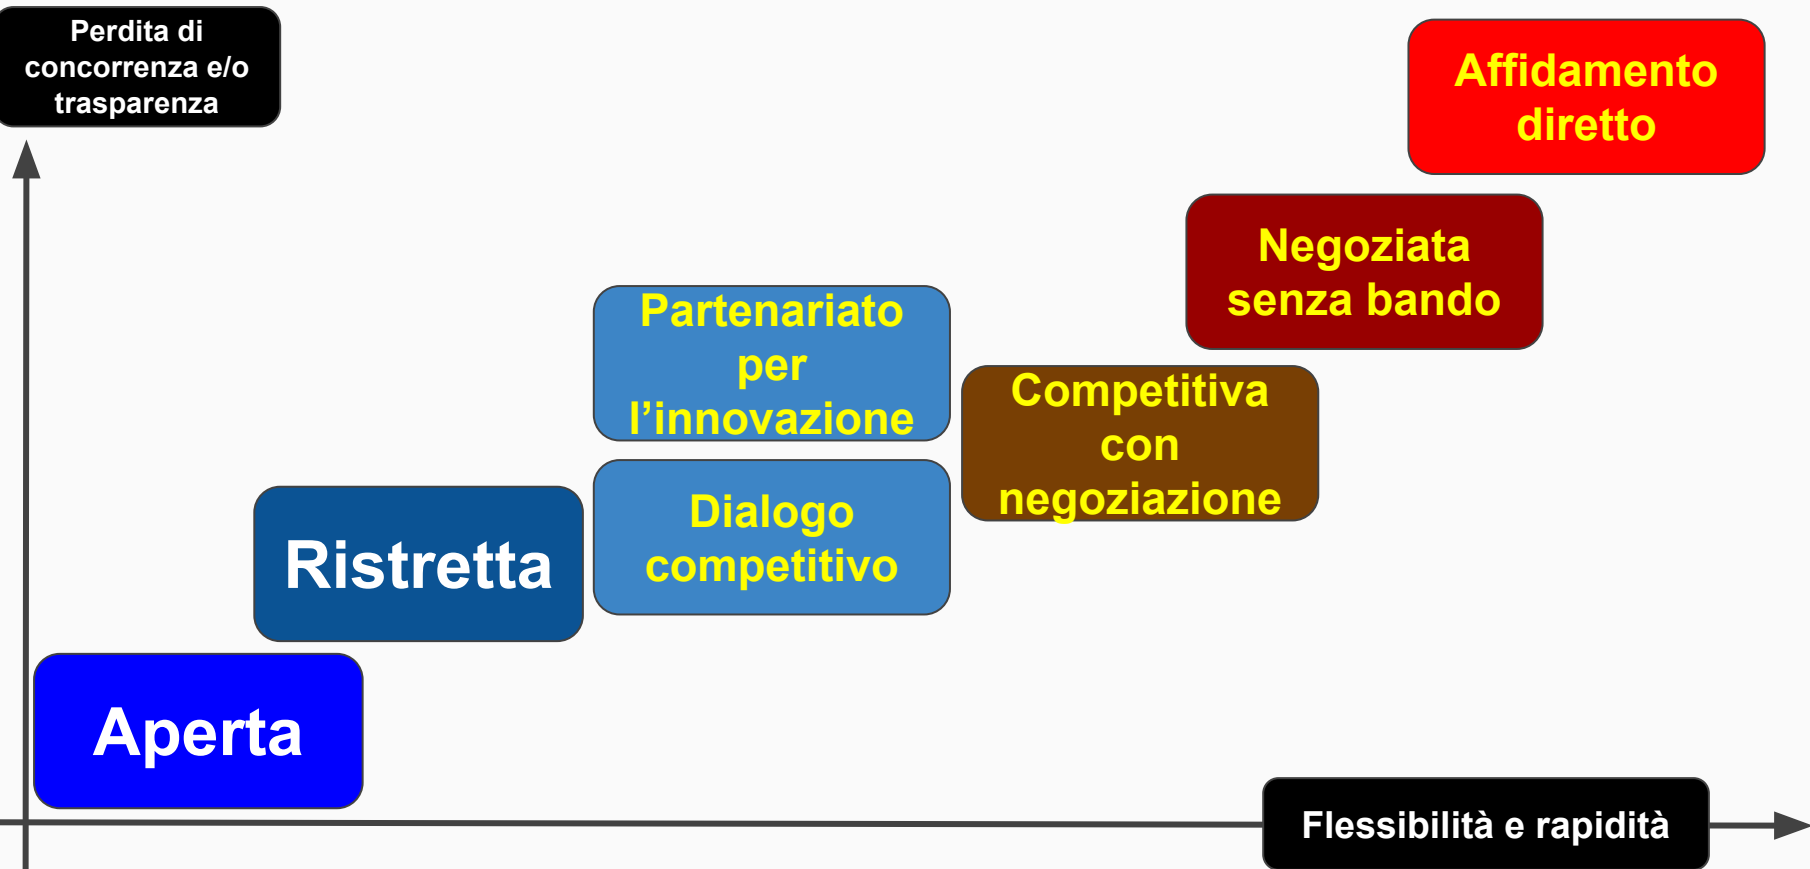 Perdita di
concorrenza e/o
trasparenza
Affidamento
diretto
Negoziata
senza bando
Partenariato
per
l’innovazione
Competitiva
con
negoziazione
Dialogo
competitivo
Ristretta
Aperta
Flessibilità e rapidità